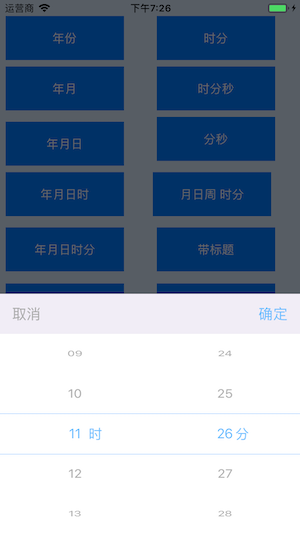 运营商 下午7:26
年份 时分
年月 时分秒
年月日 分秒
年月日时 月日周 时分
年月日时分 带标题
取消 确定
09 24
10 25
11 时 26 分
12 27
13 28